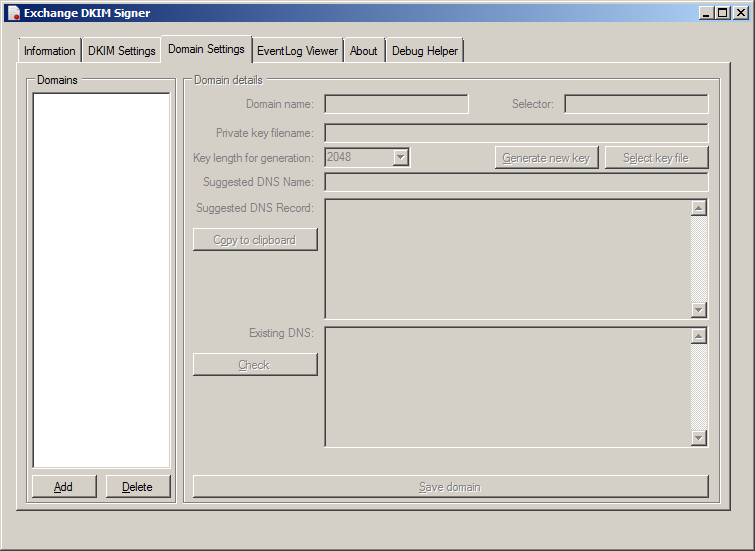 Exchange DKIM Signer
Information DKIM Settings Domain Settings EventLog Viewer About Debug Helper
Domains
Add Delete
Domain details
Domain name: Selector:
Private key filename:
Key length for generation: 2048 Generate new key Select key file
Suggested DNS Name:
Suggested DNS Record:
Copy to clipboard
Existing DNS:
Check
Save domain